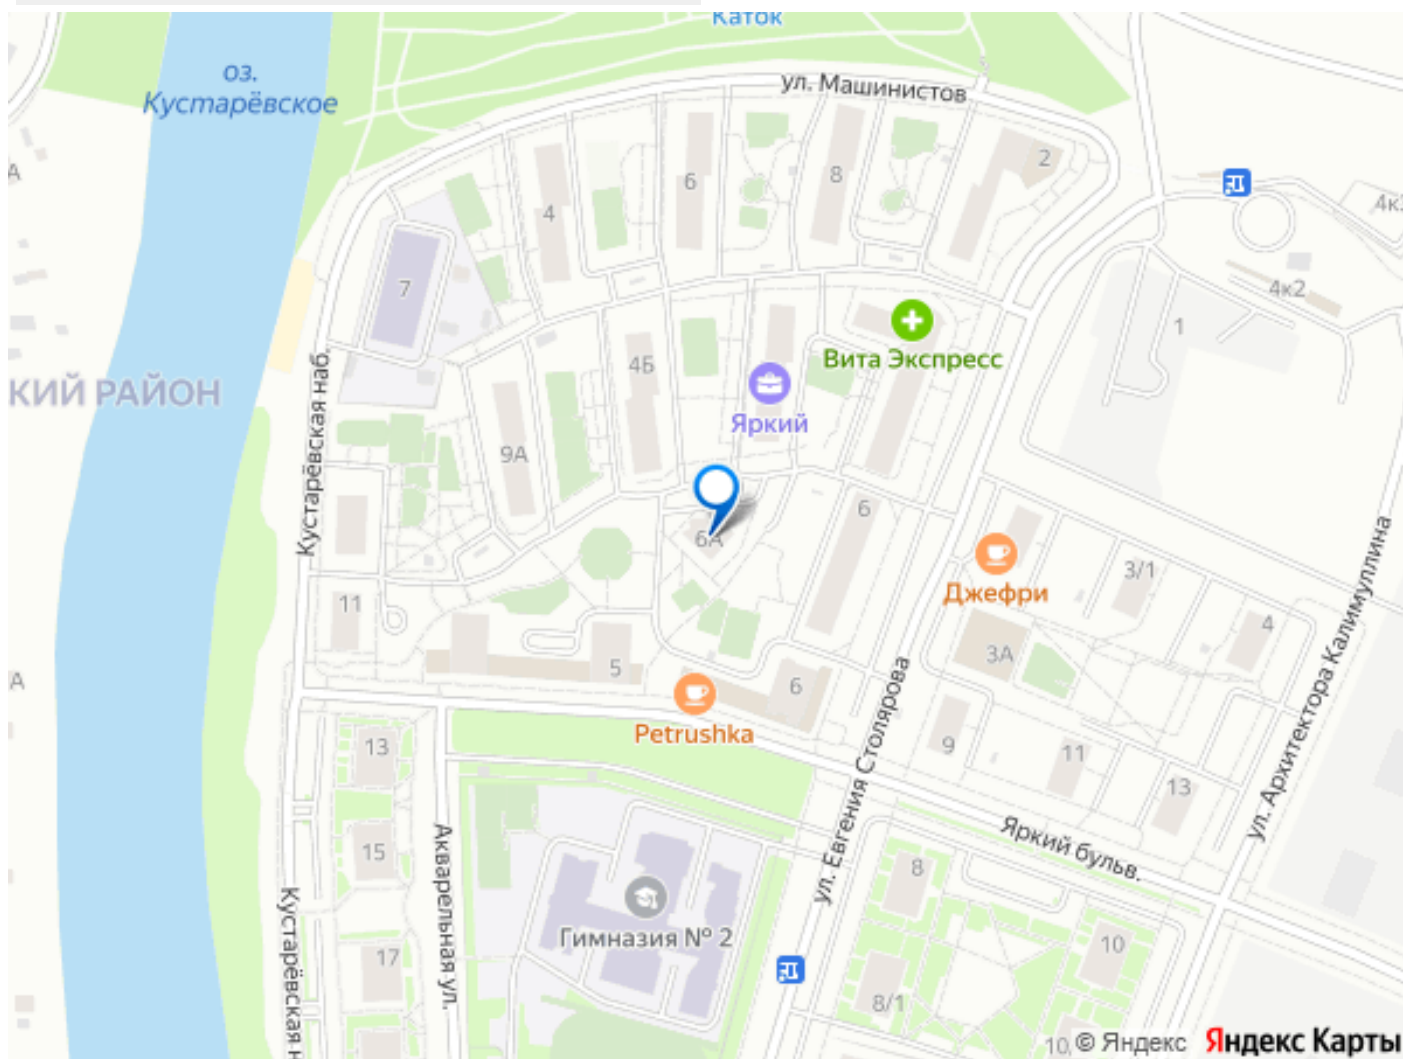 Каток
оз.
Кустарёвское
ул. Машинистов
2
8
6
4
А
4к2
7
4к2
1
Вита Экспресс
4Б
КИЙ РАЙОН
Яркий
Кустарёвская наб.
9А
6
6А
Джефри
3/1
11
4
3А
5
6
А
Petrushka
ул. Евгения Столярова
ул. Архитектора Калимуллина
9
11
13
13
Яркий бульв.
15
Акварельная ул.
8
Гимназия № 2
Кустарёвская н
10
17
8/1
10,
© Яндекс Яндекс Карты